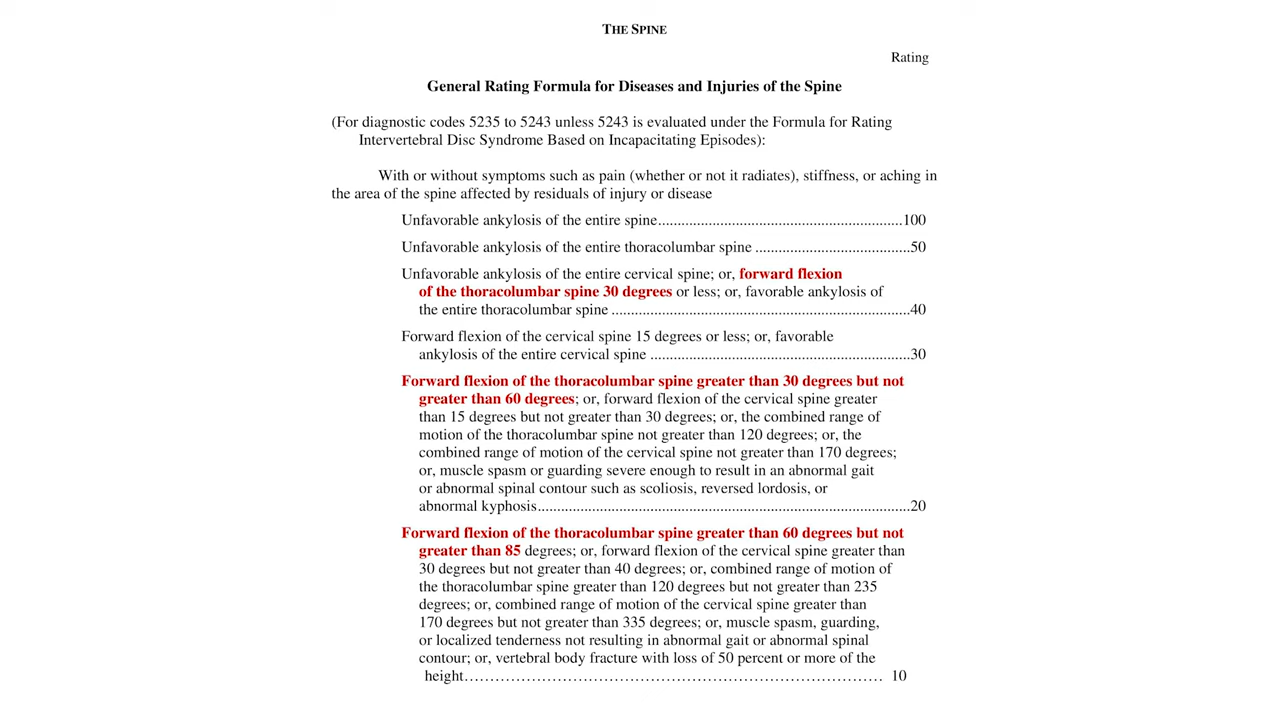 THE SPINE
Rating
General Rating Formula for Diseases and Injuries of the Spine
(For diagnostic codes 5235 to 5243 unless 5243 is evaluated under the Formula for Rating
Intervertebral Disc Syndrome Based on Incapacitating Episodes):
With or without symptoms such as pain (whether or not it radiates), stiffness, or aching in
the area of the spine affected by residuals of injury or disease
Unfavorable ankylosis of the entire spine...............................................................100
Unfavorable ankylosis of the entire thoracolumbar spine ........................................50
Unfavorable ankylosis of the entire cervical spine; or, forward flexion
of the thoracolumbar spine 30 degrees or less; or, favorable ankylosis of
the entire thoracolumbar spine .............................................................................40
Forward flexion of the cervical spine 15 degrees or less; or, favorable
ankylosis of the entire cervical spine ...................................................................30
Forward flexion of the thoracolumbar spine greater than 30 degrees but not
greater than 60 degrees; or, forward flexion of the cervical spine greater
than 15 degrees but not greater than 30 degrees; or, the combined range of
motion of the thoracolumbar spine not greater than 120 degrees; or, the
combined range of motion of the cervical spine not greater than 170 degrees;
or, muscle spasm or guarding severe enough to result in an abnormal gait
or abnormal spinal contour such as scoliosis, reversed lordosis, or
abnormal kyphosis................................................................................................20
Forward flexion of the thoracolumbar spine greater than 60 degrees but not
greater than 85 degrees; or, forward flexion of the cervical spine greater than
30 degrees but not greater than 40 degrees; or, combined range of motion of
the thoracolumbar spine greater than 120 degrees but not greater than 235
degrees; or, combined range of motion of the cervical spine greater than
170 degrees but not greater than 335 degrees; or, muscle spasm, guarding,
or localized tenderness not resulting in abnormal gait or abnormal spinal
contour; or, vertebral body fracture with loss of 50 percent or more of the
height……………………………………………………………………… 10